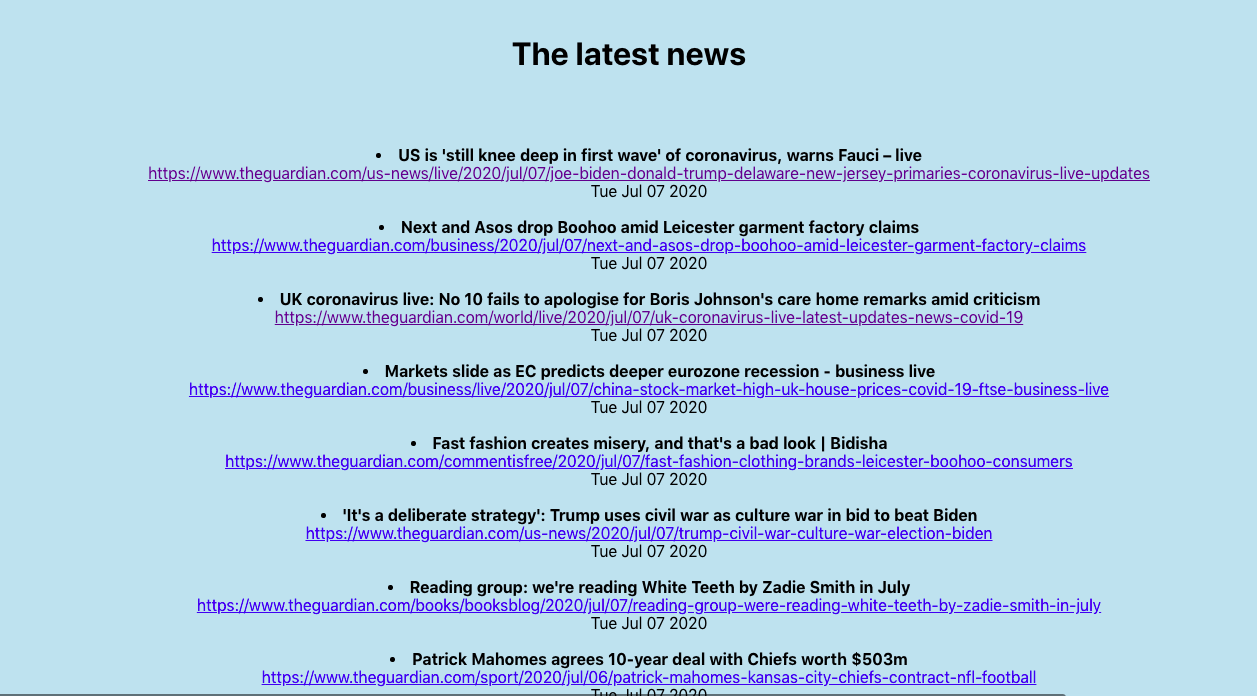 The latest news
• US is 'still knee deep in first wave' of coronavirus, warns Fauci – live
https://www.theguardian.com/us-news/live/2020/jul/07/joe-biden-donald-trump-delaware-new-jersey-primaries-coronavirus-live-updates
Tue Jul 07 2020
• Next and Asos drop Boohoo amid Leicester garment factory claims
https://www.theguardian.com/business/2020/jul/07/next-and-asos-drop-boohoo-amid-leicester-garment-factory-claims
Tue Jul 07 2020
• UK coronavirus live: No 10 fails to apologise for Boris Johnson's care home remarks amid criticism
https://www.theguardian.com/world/live/2020/jul/07/uk-coronavirus-live-latest-updates-news-covid-19
Tue Jul 07 2020
• Markets slide as EC predicts deeper eurozone recession - business live
https://www.theguardian.com/business/live/2020/jul/07/china-stock-market-high-uk-house-prices-covid-19-ftse-business-live
Tue Jul 07 2020
• Fast fashion creates misery, and that's a bad look | Bidisha
https://www.theguardian.com/commentisfree/2020/jul/07/fast-fashion-clothing-brands-leicester-boohoo-consumers
Tue Jul 07 2020
• 'It's a deliberate strategy': Trump uses civil war as culture war in bid to beat Biden
https://www.theguardian.com/us-news/2020/jul/07/trump-civil-war-culture-war-election-biden
Tue Jul 07 2020
• Reading group: we're reading White Teeth by Zadie Smith in July
https://www.theguardian.com/books/booksblog/2020/jul/07/reading-group-were-reading-white-teeth-by-zadie-smith-in-july
Tue Jul 07 2020
• Patrick Mahomes agrees 10-year deal with Chiefs worth $503m
https://www.theguardian.com/sport/2020/jul/06/patrick-mahomes-kansas-city-chiefs-contract-nfl-football
Tue Jul 07 2020